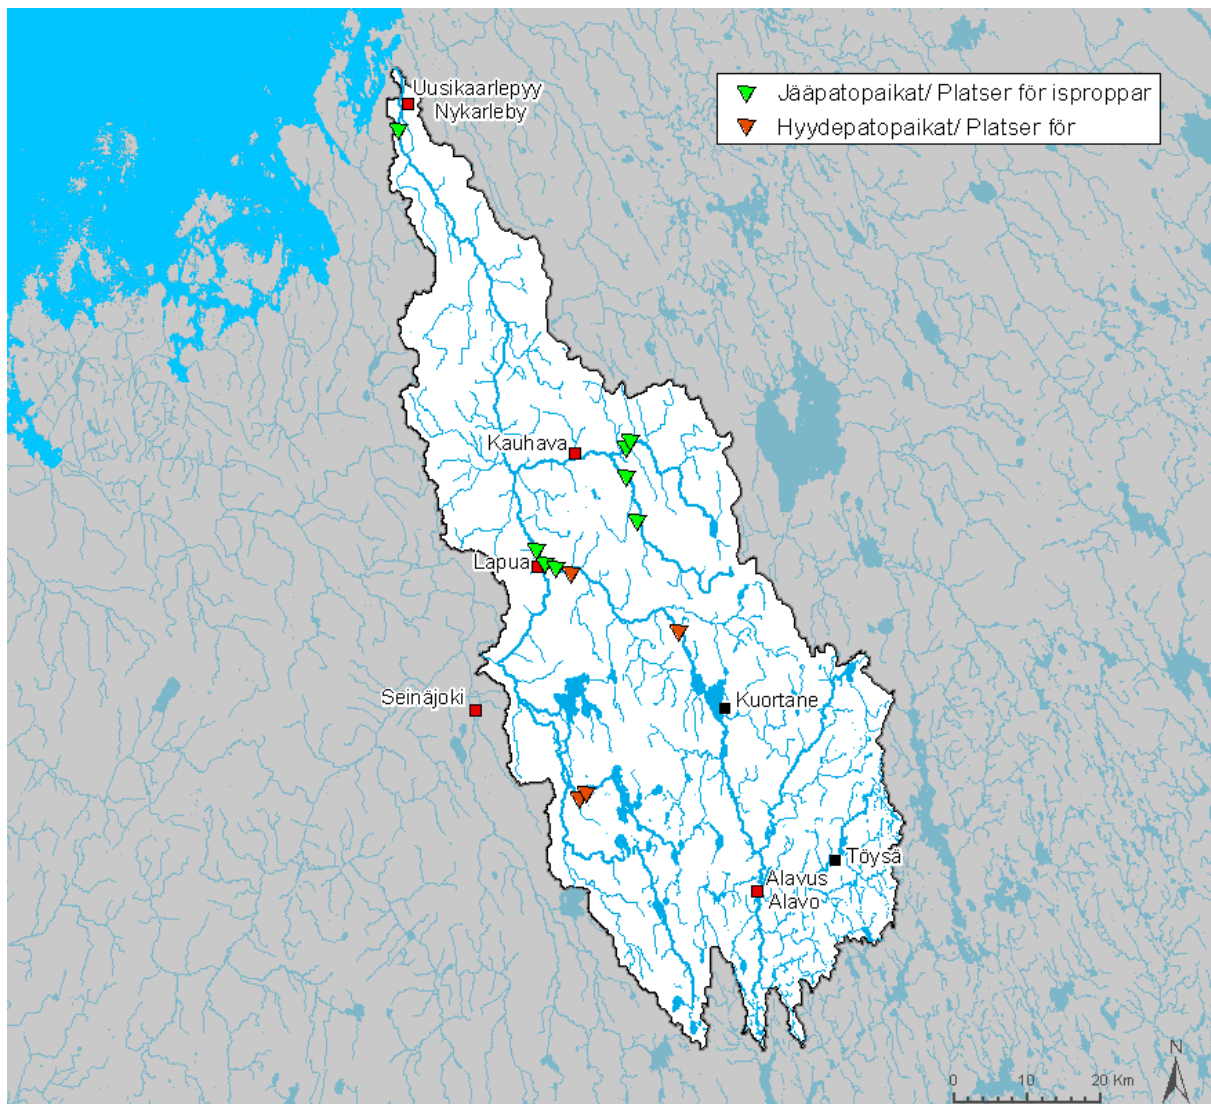 Uusikaarlepyy
Nykarleby
Jääpatopaikat/ Platser för isproppar
Hyydepatopaikat/ Platser för
Kauhava
Lapua
Seinäjoki
Kuortane
Töysä
Alavus
Alavo
N
0 10 20 Km